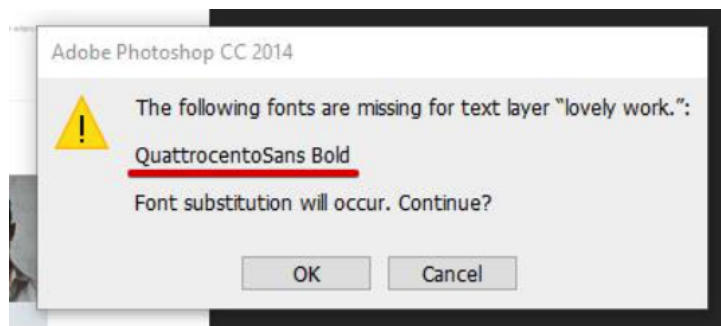 Adobe Photoshop CC 2014
The following fonts are missing for text layer “lovely work.”:
QuattrocentoSans Bold
Font substitution will occur. Continue?
OK
Cancel